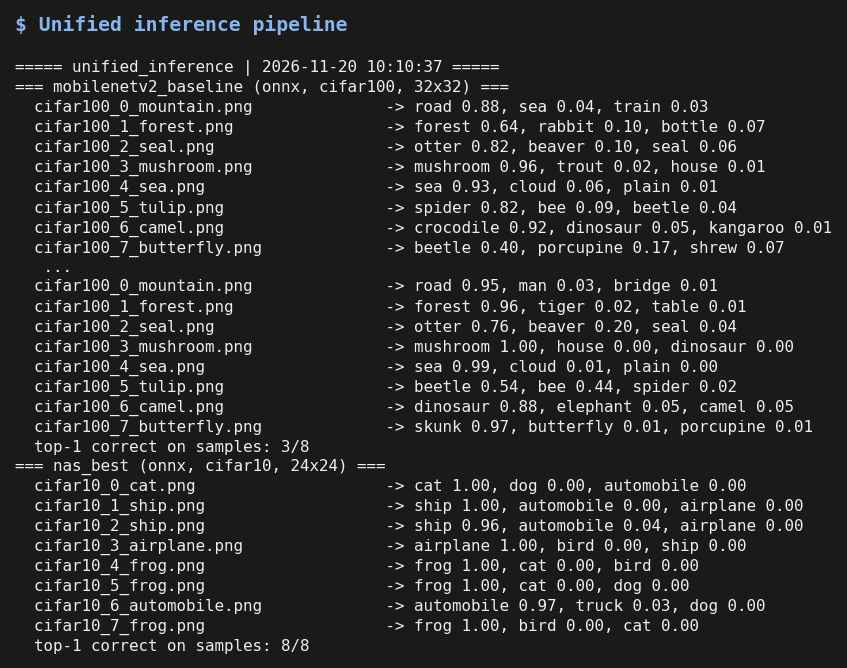 $ Unified inference pipeline
===== unified_inference | 2026-11-20 10:10:37 =====
=== mobilenetv2_baseline (onnx, cifar100, 32x32) ===
  cifar100_0_mountain.png              -> road 0.88, sea 0.04, train 0.03
  cifar100_1_forest.png                -> forest 0.64, rabbit 0.10, bottle 0.07
  cifar100_2_seal.png                  -> otter 0.82, beaver 0.10, seal 0.06
  cifar100_3_mushroom.png              -> mushroom 0.96, trout 0.02, house 0.01
  cifar100_4_sea.png                   -> sea 0.93, cloud 0.06, plain 0.01
  cifar100_5_tulip.png                 -> spider 0.82, bee 0.09, beetle 0.04
  cifar100_6_camel.png                 -> crocodile 0.92, dinosaur 0.05, kangaroo 0.01
  cifar100_7_butterfly.png             -> beetle 0.40, porcupine 0.17, shrew 0.07
   ...
  cifar100_0_mountain.png              -> road 0.95, man 0.03, bridge 0.01
  cifar100_1_forest.png                -> forest 0.96, tiger 0.02, table 0.01
  cifar100_2_seal.png                  -> otter 0.76, beaver 0.20, seal 0.04
  cifar100_3_mushroom.png              -> mushroom 1.00, house 0.00, dinosaur 0.00
  cifar100_4_sea.png                   -> sea 0.99, cloud 0.01, plain 0.00
  cifar100_5_tulip.png                 -> beetle 0.54, bee 0.44, spider 0.02
  cifar100_6_camel.png                 -> dinosaur 0.88, elephant 0.05, camel 0.05
  cifar100_7_butterfly.png             -> skunk 0.97, butterfly 0.01, porcupine 0.01
  top-1 correct on samples: 3/8
=== nas_best (onnx, cifar10, 24x24) ===
  cifar10_0_cat.png                    -> cat 1.00, dog 0.00, automobile 0.00
  cifar10_1_ship.png                   -> ship 1.00, automobile 0.00, airplane 0.00
  cifar10_2_ship.png                   -> ship 0.96, automobile 0.04, airplane 0.00
  cifar10_3_airplane.png               -> airplane 1.00, bird 0.00, ship 0.00
  cifar10_4_frog.png                   -> frog 1.00, cat 0.00, bird 0.00
  cifar10_5_frog.png                   -> frog 1.00, cat 0.00, dog 0.00
  cifar10_6_automobile.png             -> automobile 0.97, truck 0.03, dog 0.00
  cifar10_7_frog.png                   -> frog 1.00, bird 0.00, cat 0.00
  top-1 correct on samples: 8/8